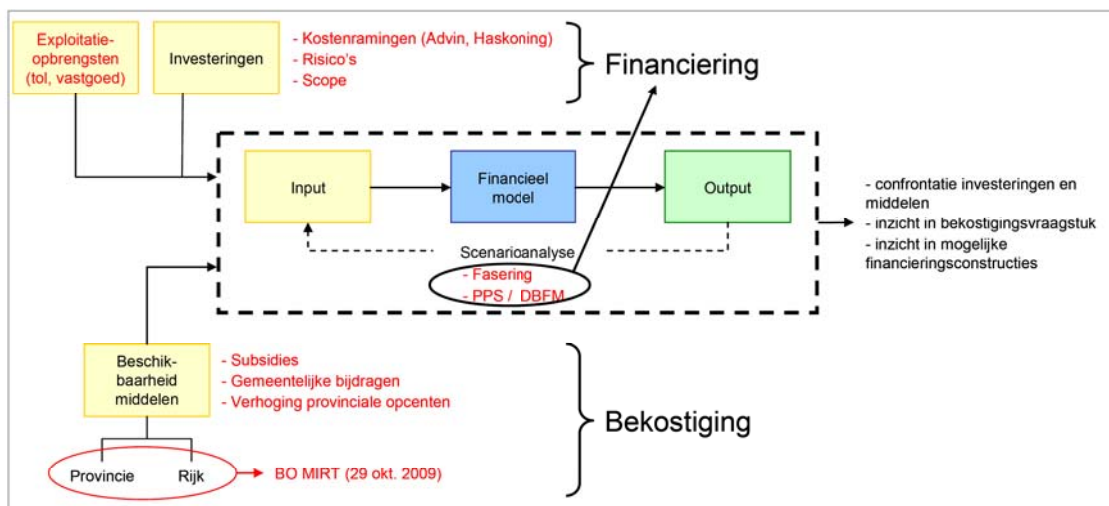 Exploitatie-
opbrengsten
(tol, vastgoed)
Investeringen
- Kostenramingen (Advin, Haskoning)
- Risico's
- Scope
Financiering
Input
Financieel
model
Output
Scenarioanalyse
- Fasering
- PPS / DBFM
- confrontatie investeringen en
middelen
- inzicht in bekostigingsvraagstuk
- inzicht in mogelijke
financieringsconstructies
Beschik-
baarheid
middelen
- Subsidies
- Gemeentelijke bijdragen
- Verhoging provinciale opcenten
Bekostiging
Provincie
Rijk
BO MIRT (29 okt. 2009)